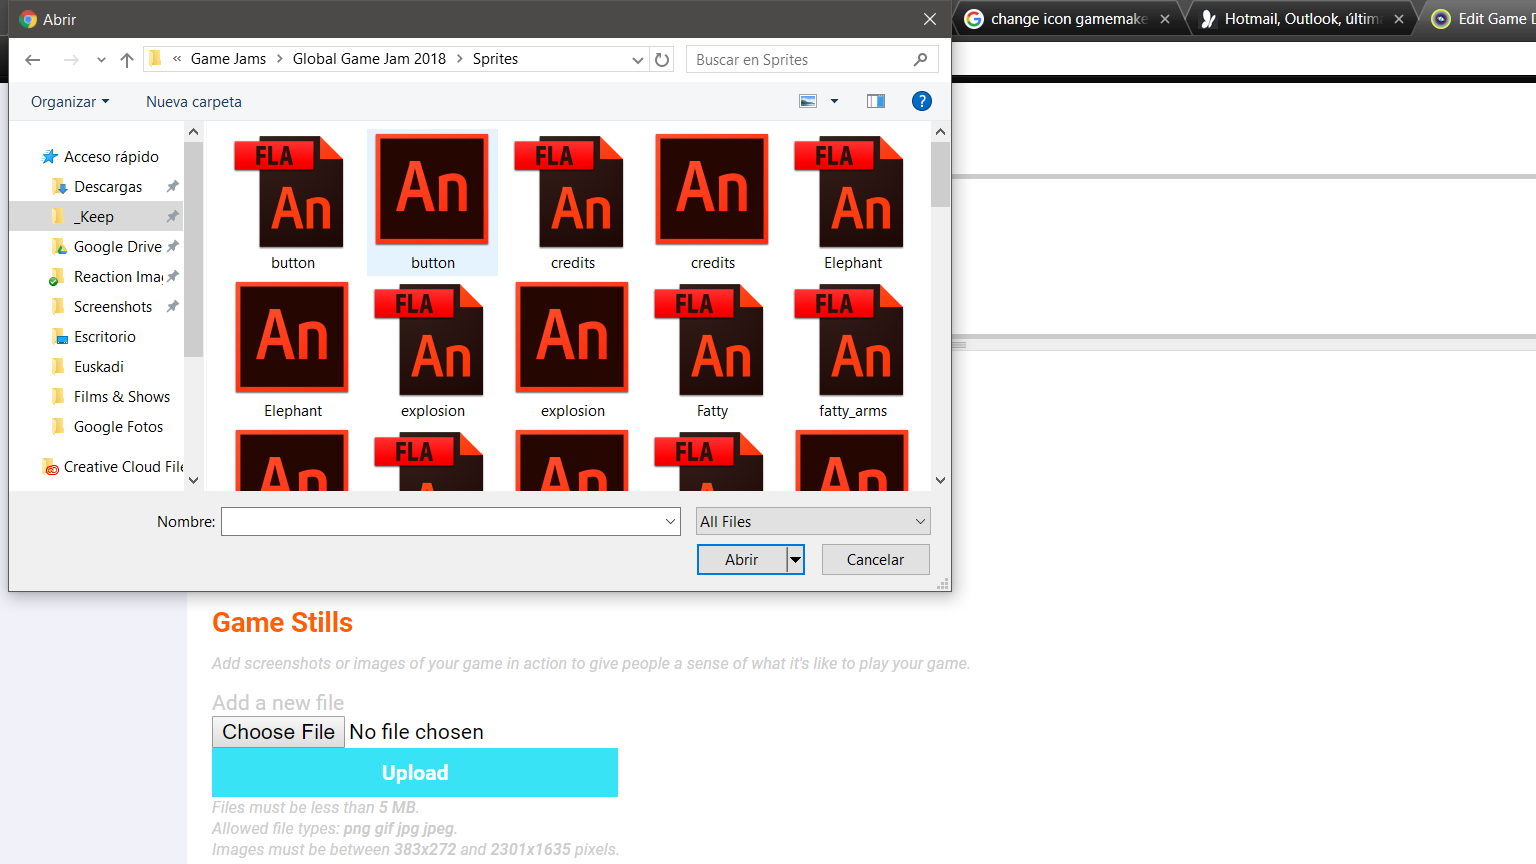 Abrir
change icon gamemake
Hotmail, Outlook, últim
Edit Game D
« Game Jams > Global Game Jam 2018 > Sprites
Buscar en Sprites
Organizar
Nueva carpeta
?
Acceso rápido
Descargas
_Keep
Google Drive
Reaction Ima
Screenshots
Escritorio
Euskadi
Films & Shows
Google Fotos
Creative Cloud File
FLA An
An
FLA An
An
FLA An
button
button
credits
credits
Elephant
An
FLA An
An
FLA An
FLA An
Elephant
explosion
explosion
Fatty
fatty_arms
An
FLA An
An
FLA An
An
Nombre:
All Files
Abrir
Cancelar
Game Stills
Add screenshots or images of your game in action to give people a sense of what it's like to play your game.
Add a new file
Choose File No file chosen
Upload
Files must be less than 5 MB.
Allowed file types: png gif jpg jpeg.
Images must be between 383x272 and 2301x1635 pixels.